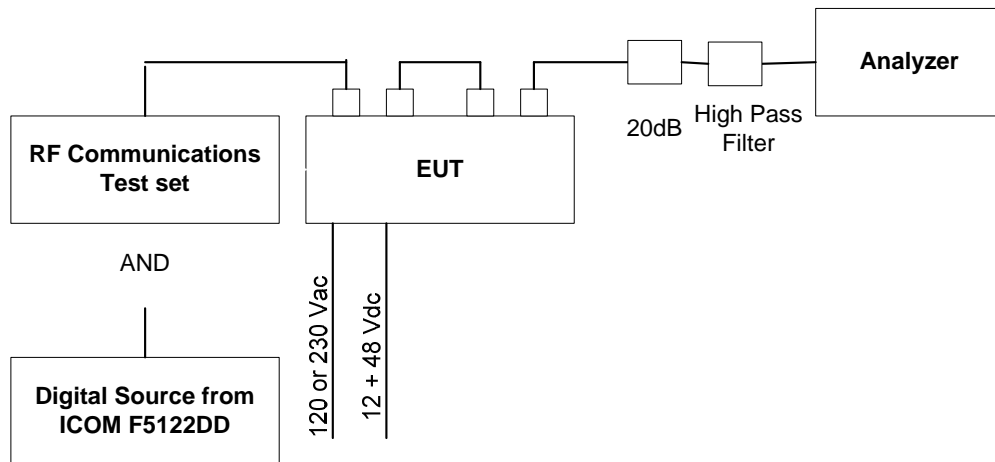 Analyzer
20dB
High Pass
Filter
RF Communications
Test set
EUT
AND
120 or 230 Vac
12 + 48 Vdc
Digital Source from
ICOM F5122DD